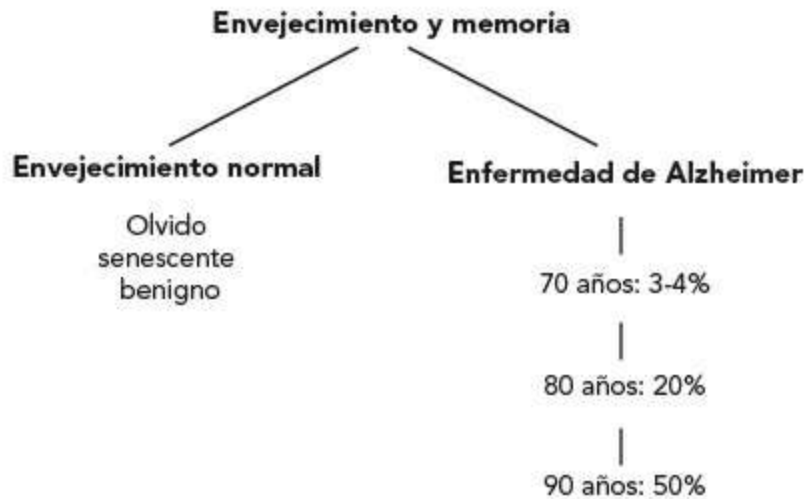 Envejecimiento y memoria
Envejecimiento normal
Olvido
senescente
benigno
Enfermedad de Alzheimer
70 años: 3-4%
80 años: 20%
90 años: 50%